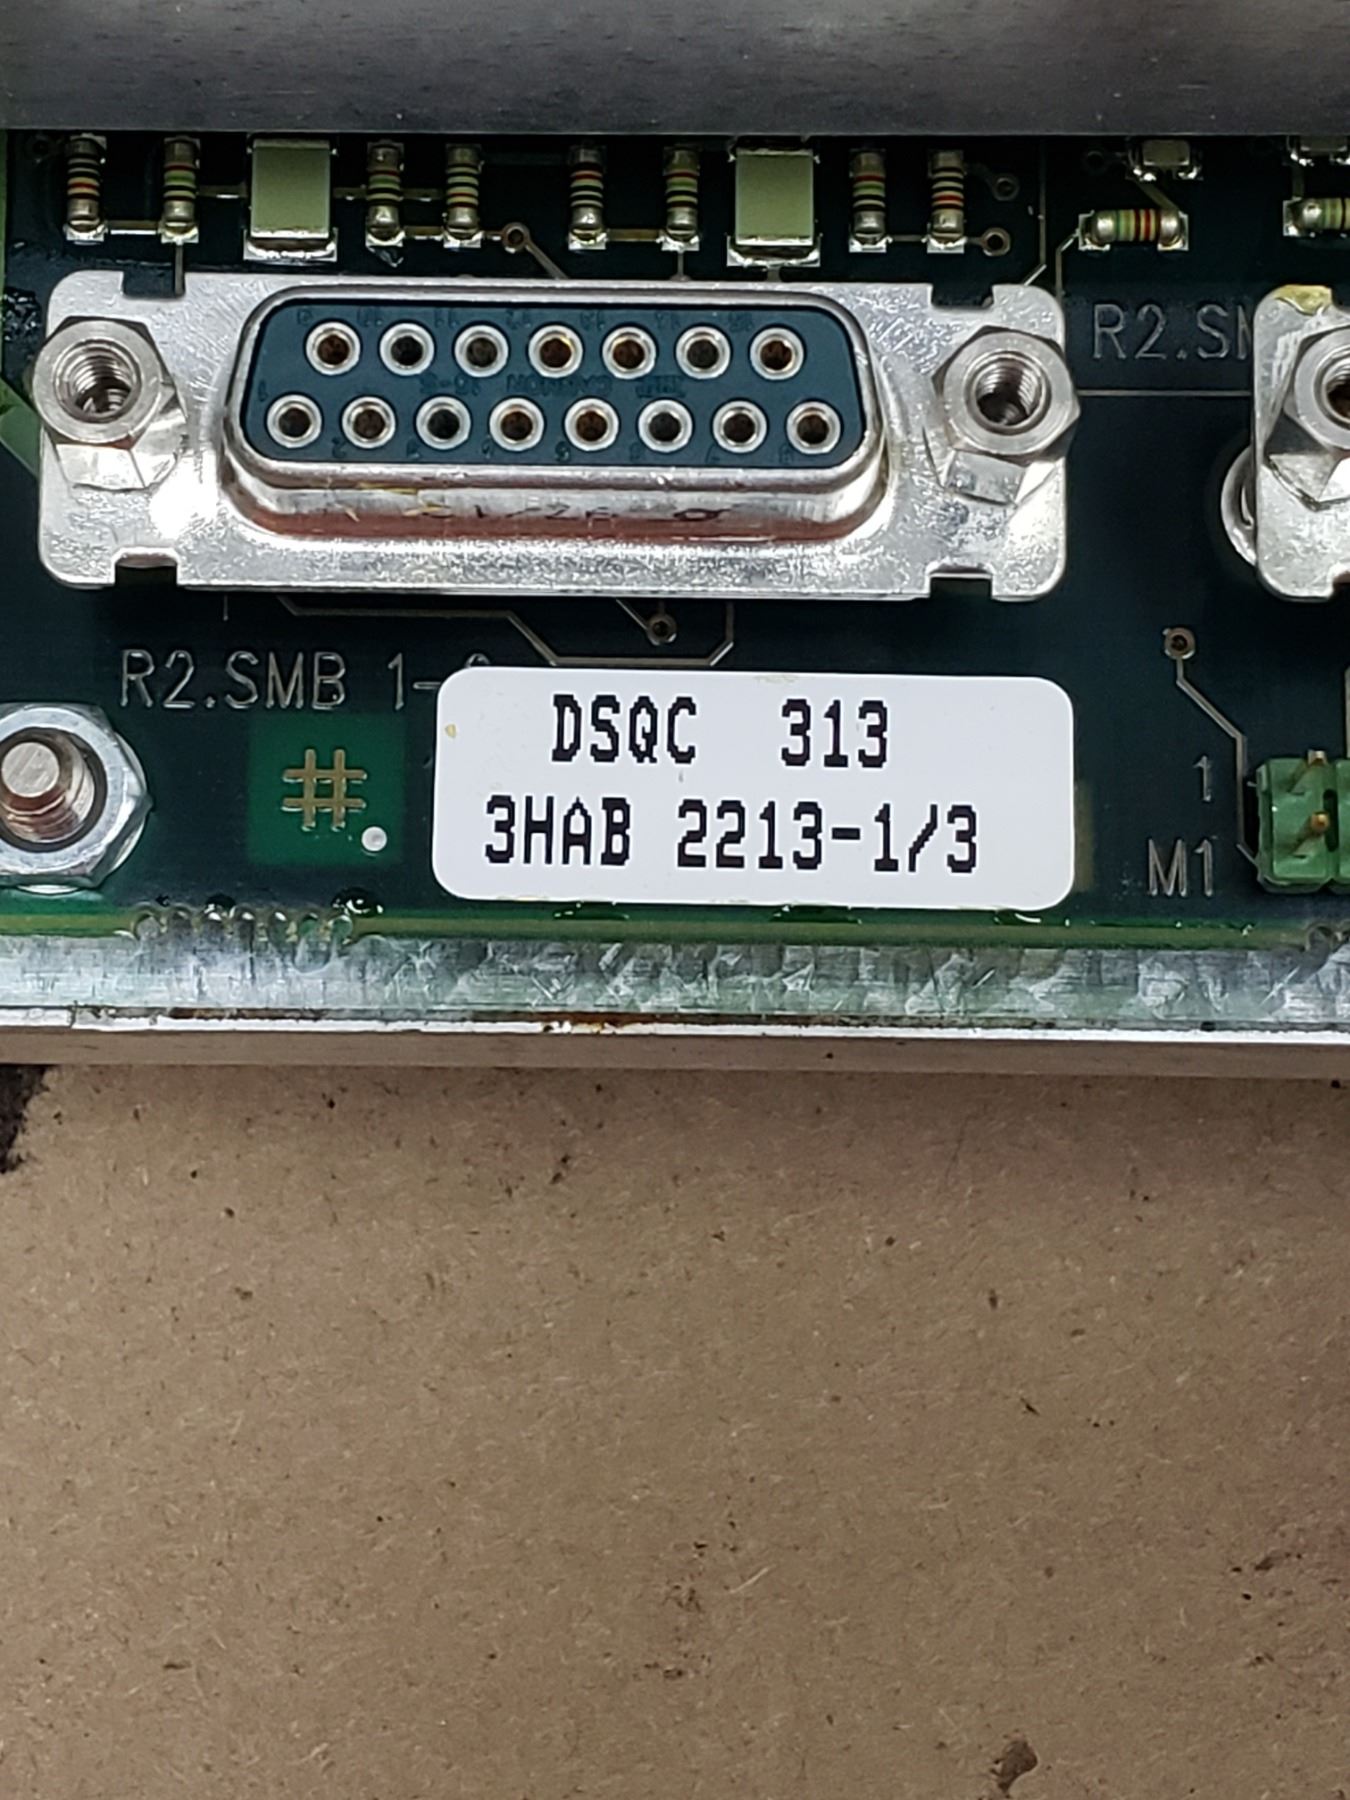 R2.SM
R2.SMB 1-
DSQC 313
3HAB 2213-1/3
1
M1